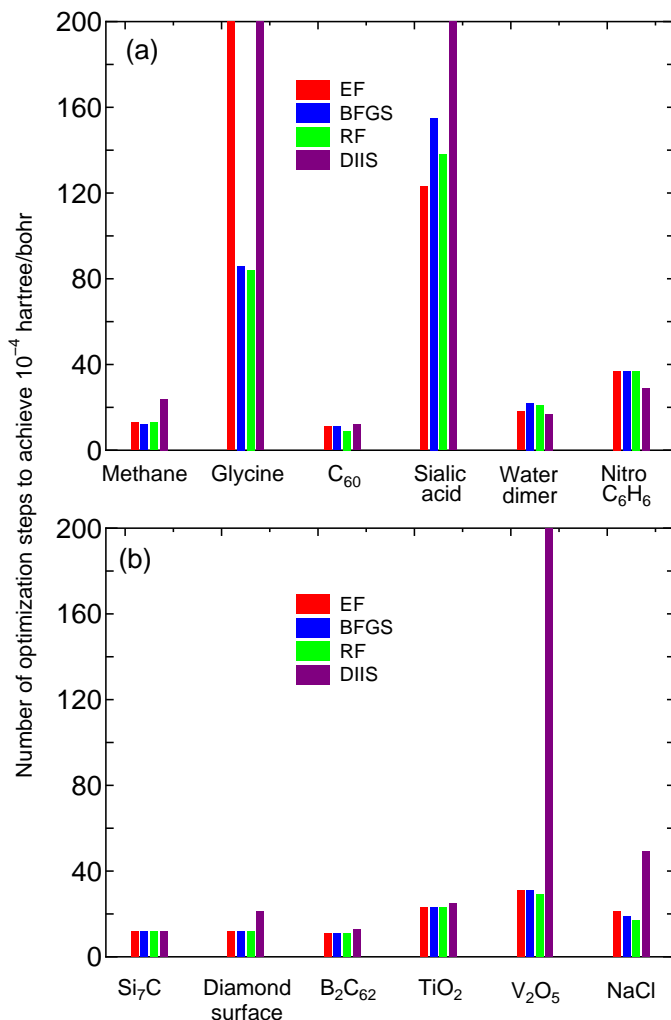 Number of optimization steps to achieve 10⁻⁴ hartree/bohr
(a)
200
160
120
80
40
0
EF
BFGS
RF
DIIS
Methane
Glycine
C₆₀
Sialic
acid
Water
dimer
Nitro
C₆H₆
(b)
200
160
120
80
40
0
EF
BFGS
RF
DIIS
Si₇C
Diamond
surface
B₂C₆₂
TiO₂
V₂O₅
NaCl